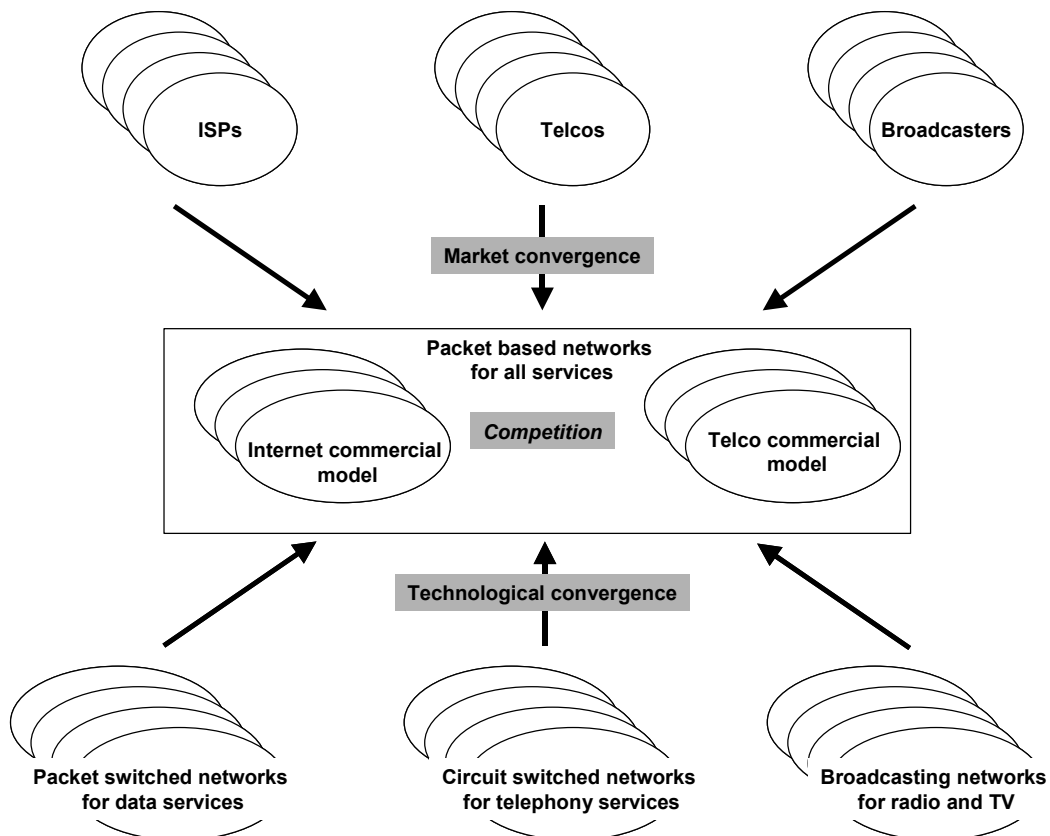 ISPs
Telcos
Broadcasters
Market convergence
Packet based networks
for all services
Internet commercial
model
Competition
Telco commercial
model
Technological convergence
Packet switched networks
for data services
Circuit switched networks
for telephony services
Broadcasting networks
for radio and TV